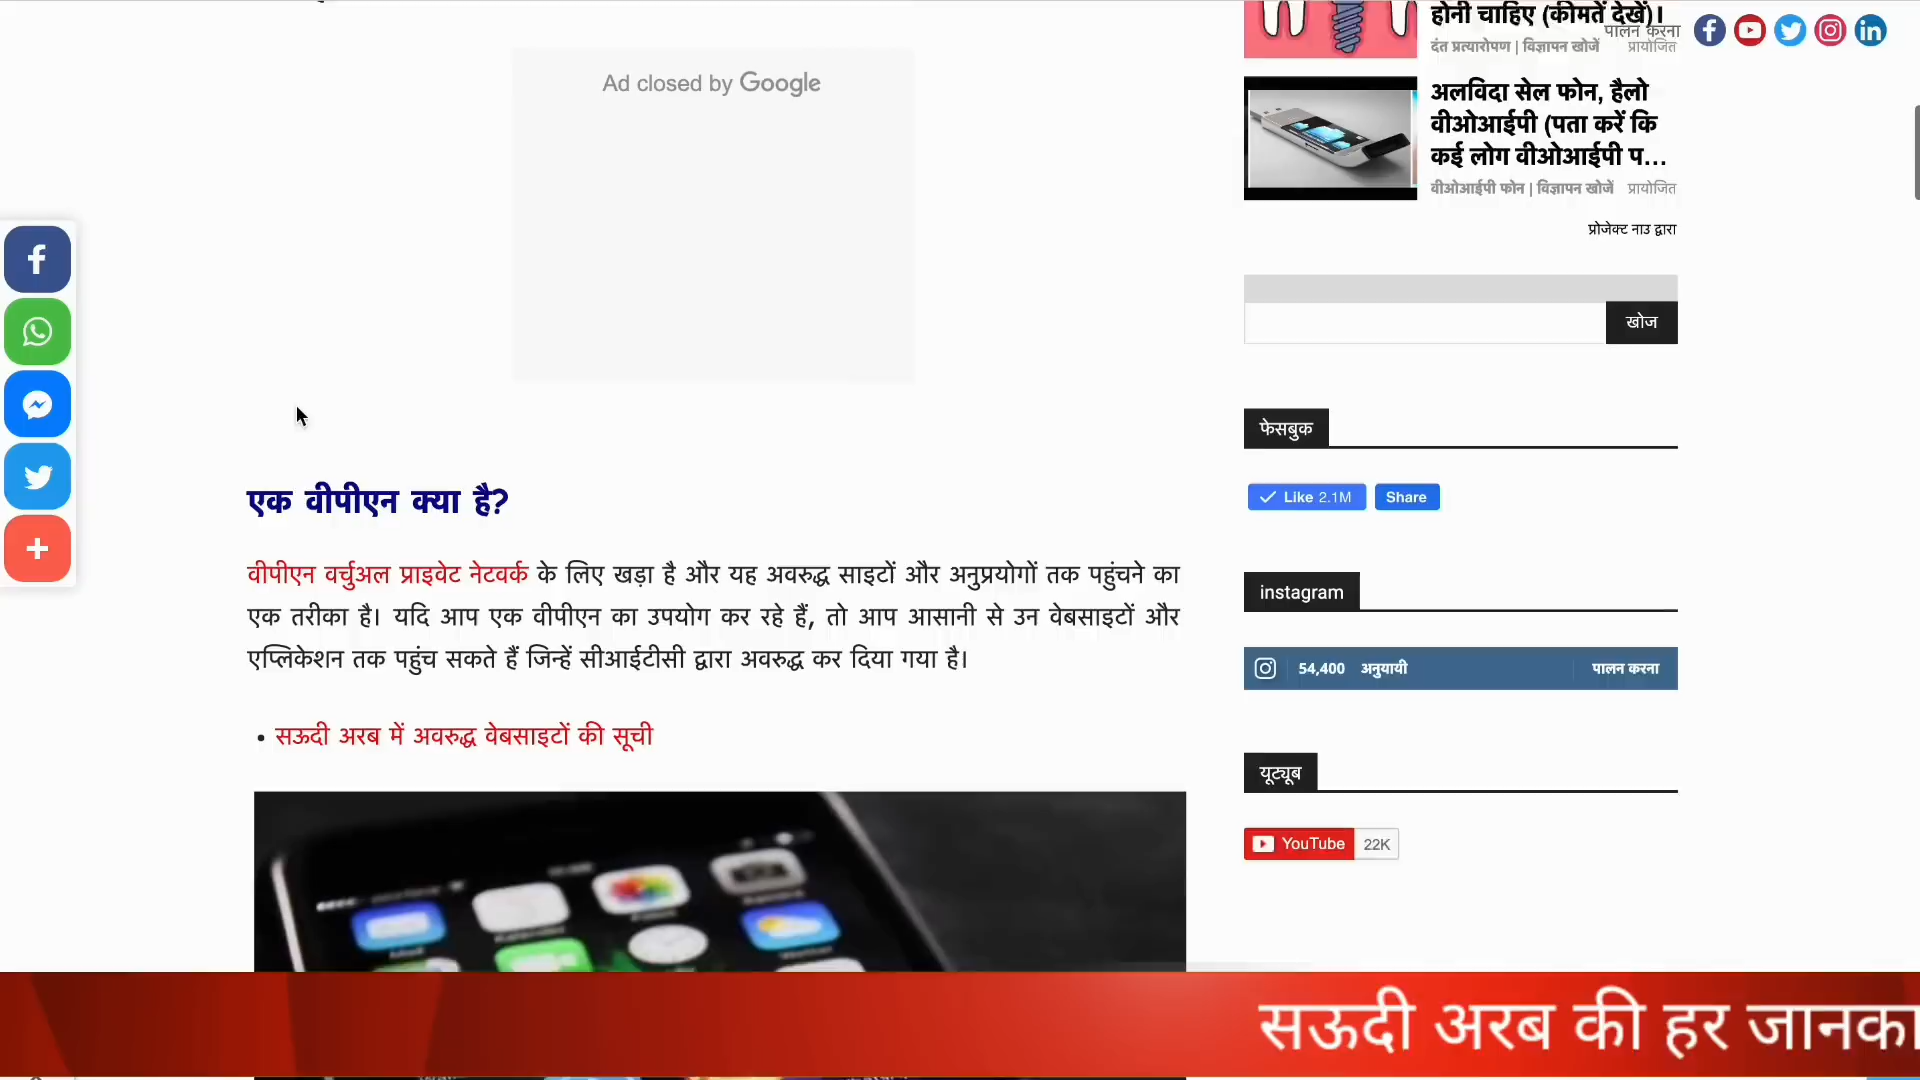 होनी चाहिए (कीमतें देखें)।
पालन करना
दंत प्रत्यारोपण | विज्ञापन खोजें प्रायोजित
Ad closed by Google
अलविदा सेल फोन, हैलो
वीओआईपी (पता करें कि
कई लोग वीओआईपी प...
वीओआईपी फोन | विज्ञापन खोजें प्रायोजित
प्रोजेक्ट नाउ द्वारा
खोज
फेसबुक
Like 2.1M Share
एक वीपीएन क्या है?
वीपीएन वर्चुअल प्राइवेट नेटवर्क के लिए खड़ा है और यह अवरुद्ध साइटों और अनुप्रयोगों तक पहुंचने का
एक तरीका है। यदि आप एक वीपीएन का उपयोग कर रहे हैं, तो आप आसानी से उन वेबसाइटों और
एप्लिकेशन तक पहुंच सकते हैं जिन्हें सीआईटीसी द्वारा अवरुद्ध कर दिया गया है।
• सऊदी अरब में अवरुद्ध वेबसाइटों की सूची
instagram
54,400 अनुयायी पालन करना
यूट्यूब
YouTube 22K
सऊदी अरब की हर जानका